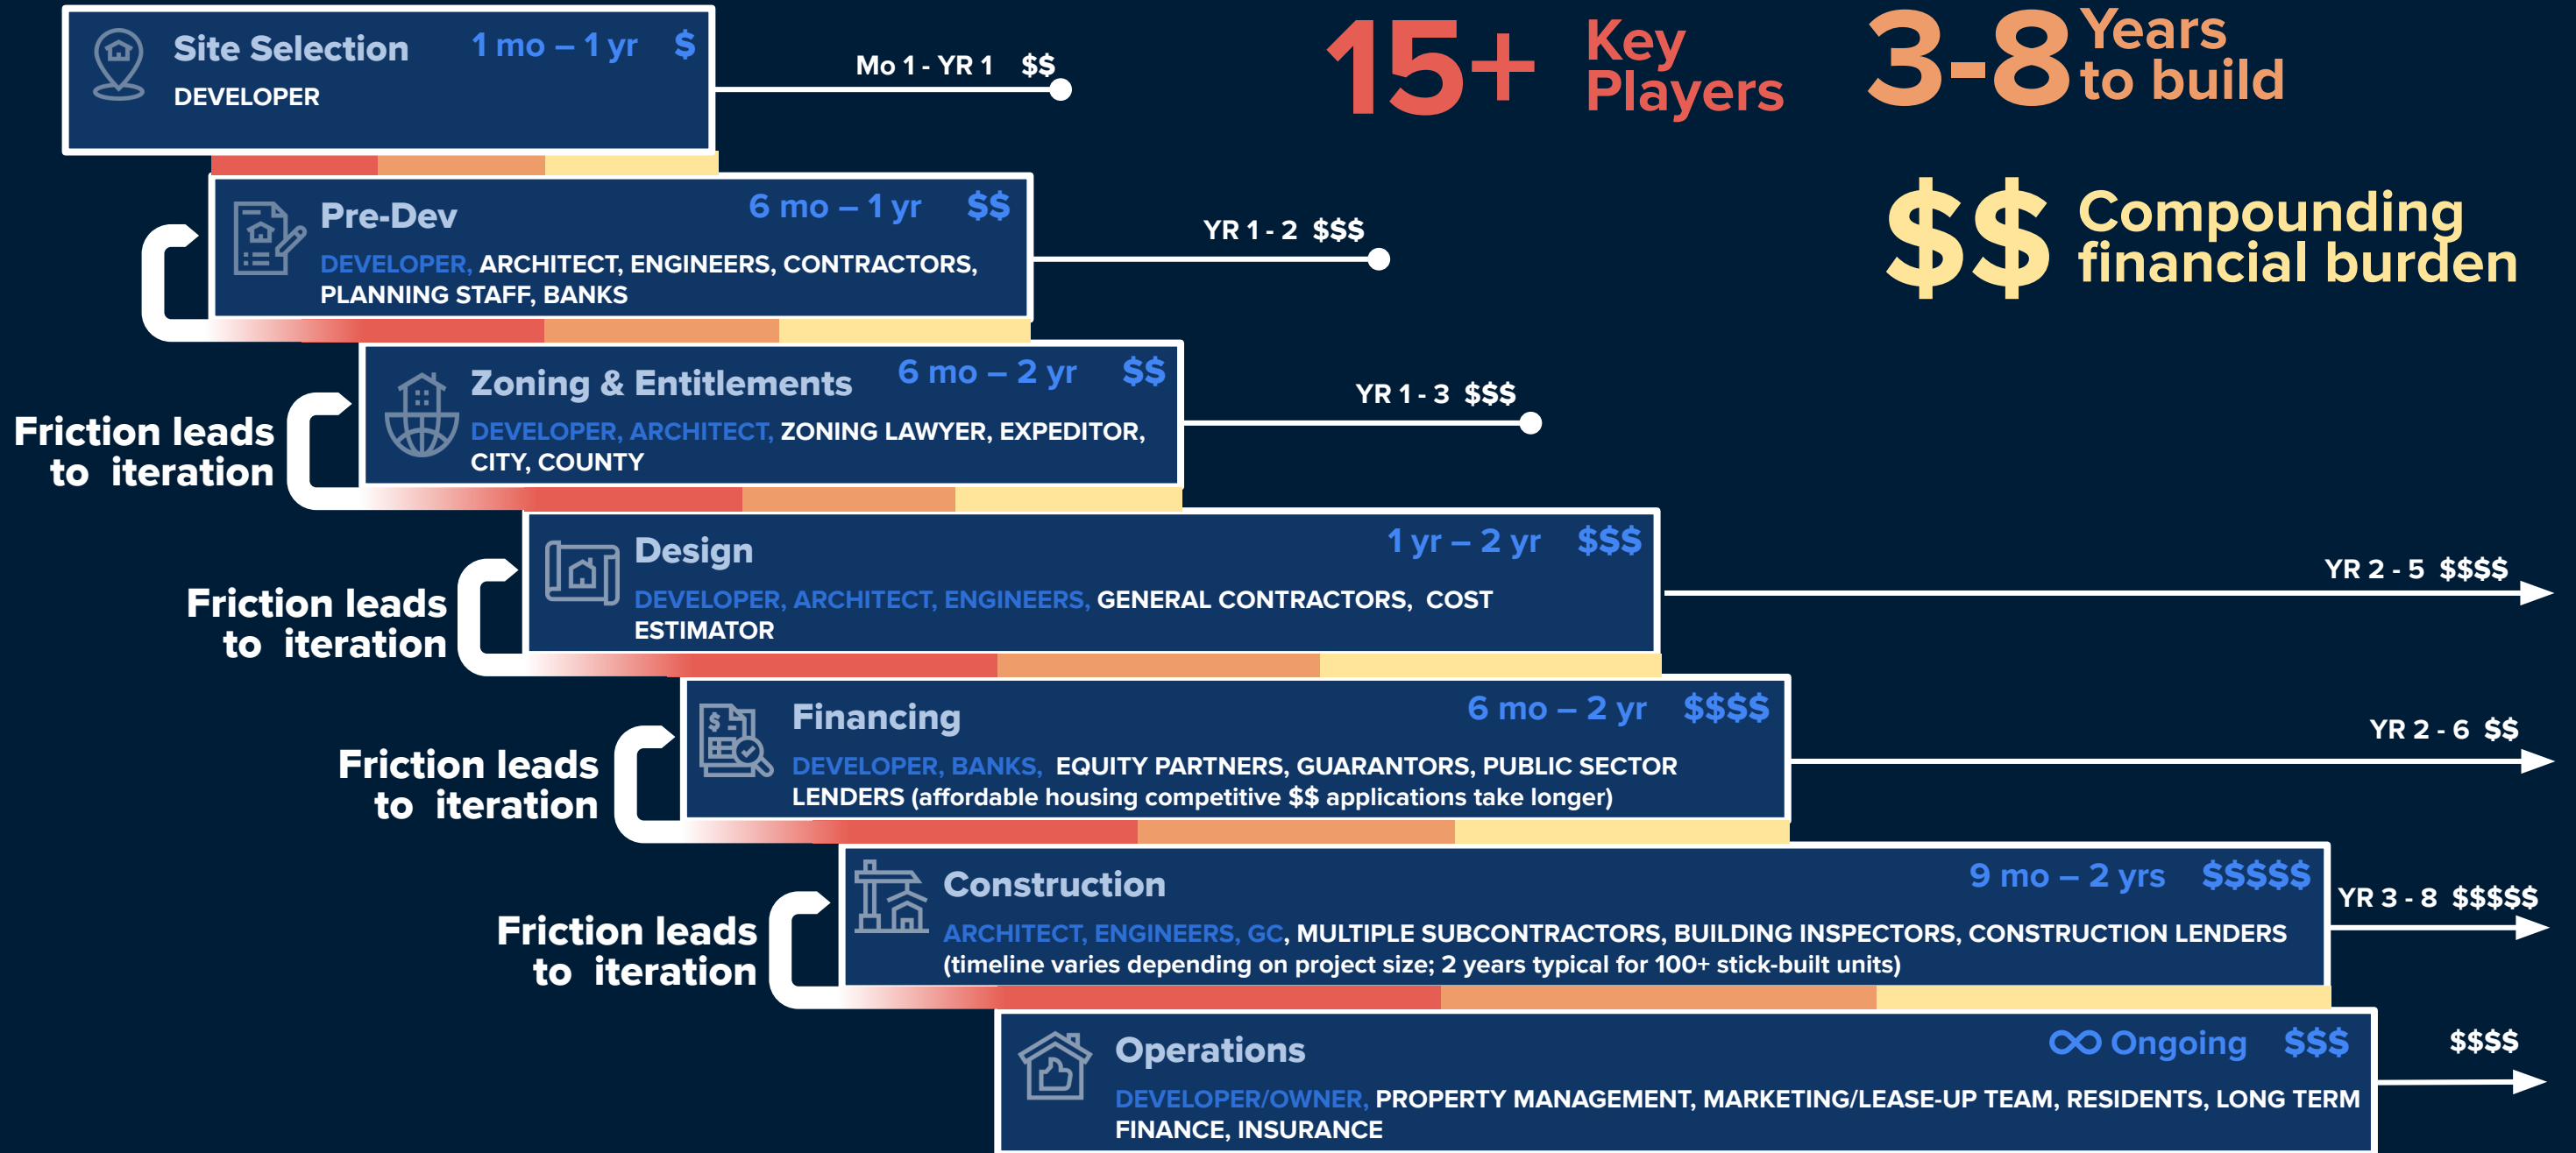 15+ Key
Players
3-8 Years
to build
$$ Compounding
financial burden
Site Selection 1 mo – 1 yr $
DEVELOPER
Mo 1 - YR 1 $$
Pre-Dev 6 mo – 1 yr $$
DEVELOPER, ARCHITECT, ENGINEERS, CONTRACTORS,
PLANNING STAFF, BANKS
YR 1 - 2 $$$
Zoning & Entitlements 6 mo – 2 yr $$
DEVELOPER, ARCHITECT, ZONING LAWYER, EXPEDITOR,
CITY, COUNTY
YR 1 - 3 $$$
Friction leads
to iteration
Design 1 yr – 2 yr $$$
DEVELOPER, ARCHITECT, ENGINEERS, GENERAL CONTRACTORS, COST
ESTIMATOR
YR 2 - 5 $$$$
Friction leads
to iteration
Financing 6 mo – 2 yr $$$$
DEVELOPER, BANKS, EQUITY PARTNERS, GUARANTORS, PUBLIC SECTOR
LENDERS (affordable housing competitive $$ applications take longer)
YR 2 - 6 $$
Friction leads
to iteration
Construction 9 mo – 2 yrs $$$$$
ARCHITECT, ENGINEERS, GC, MULTIPLE SUBCONTRACTORS, BUILDING INSPECTORS, CONSTRUCTION LENDERS
(timeline varies depending on project size; 2 years typical for 100+ stick-built units)
YR 3 - 8 $$$$$
Friction leads
to iteration
Operations ∞ Ongoing $$$
DEVELOPER/OWNER, PROPERTY MANAGEMENT, MARKETING/LEASE-UP TEAM, RESIDENTS, LONG TERM
FINANCE, INSURANCE
$$$$